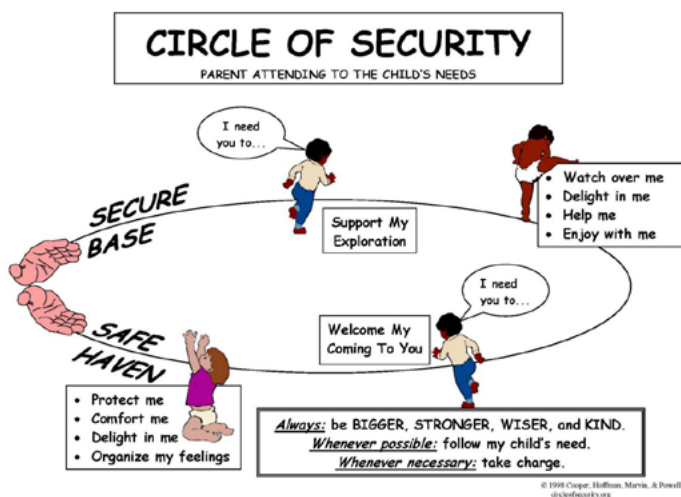 CIRCLE OF SECURITY
PARENT ATTENDING TO THE CHILD'S NEEDS
I need
you to...
SECURE
BASE
Support My
Exploration
• Watch over me
• Delight in me
• Help me
• Enjoy with me
I need
you to...
Welcome My
Coming To You
SAFE
HAVEN
• Protect me
• Comfort me
• Delight in me
• Organize my feelings
Always: be BIGGER, STRONGER, WISER, and KIND.
Whenever possible: follow my child's need.
Whenever necessary: take charge.
© 1998 Cooper, Hoffman, Marvin, & Powell
circleofsecurity.org